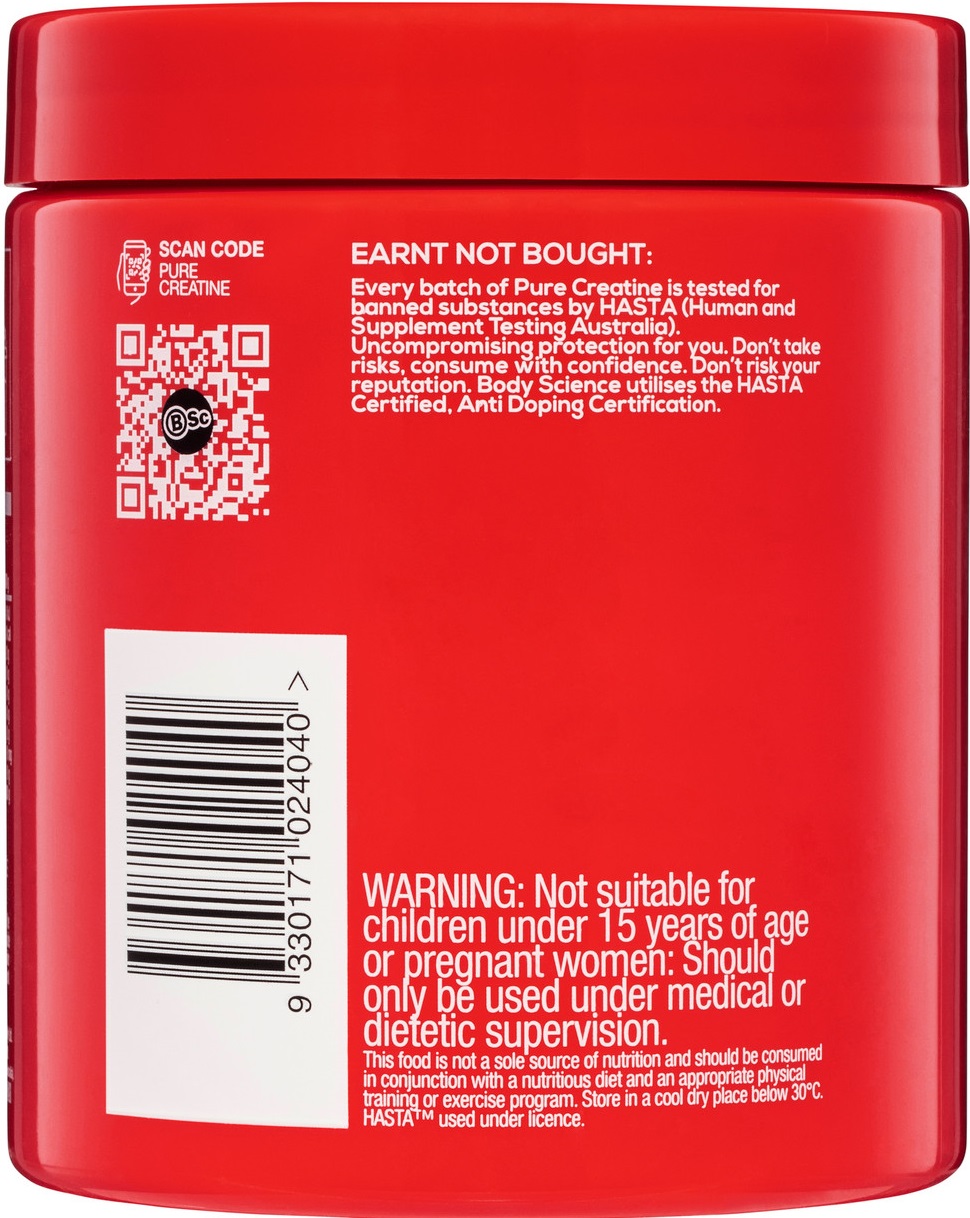 SCAN CODE
PURE
CREATINE
BSc
EARNT NOT BOUGHT:
Every batch of Pure Creatine is tested for
banned substances by HASTA (Human and
Supplement Testing Australia).
Uncompromising protection for you. Don't take
risks, consume with confidence. Don't risk your
reputation. Body Science utilises the HASTA
Certified, Anti Doping Certification.
9 330171 024040 >
WARNING: Not suitable for
children under 15 years of age
or pregnant women: Should
only be used under medical or
dietetic supervision.
This food is not a sole source of nutrition and should be consumed
in conjunction with a nutritious diet and an appropriate physical
training or exercise program. Store in a cool dry place below 30°C.
HASTA™ used under licence.